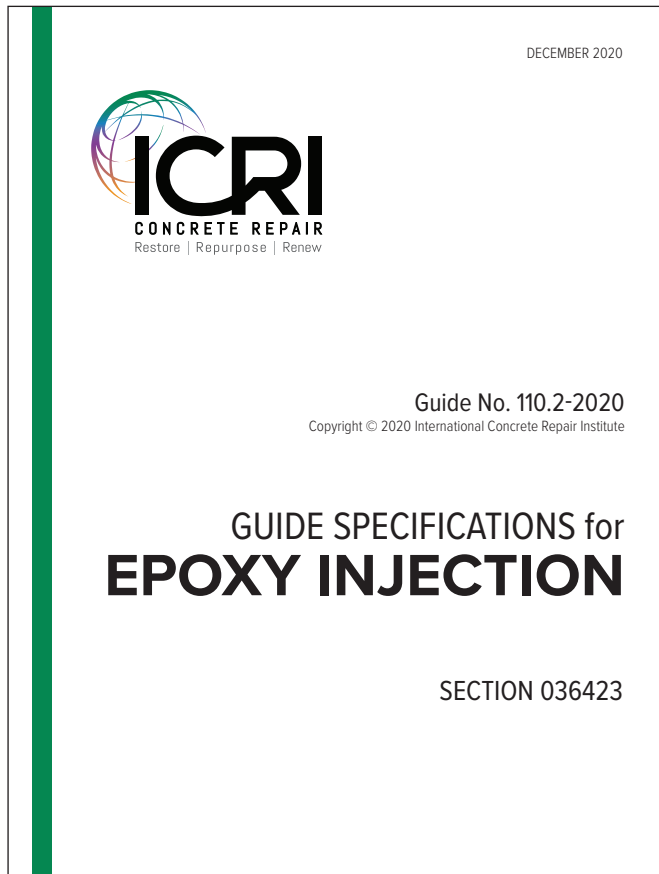 DECEMBER 2020
ICRI
CONCRETE REPAIR
Restore | Repurpose | Renew
Guide No. 110.2-2020
Copyright © 2020 International Concrete Repair Institute
GUIDE SPECIFICATIONS for
EPOXY INJECTION
SECTION 036423